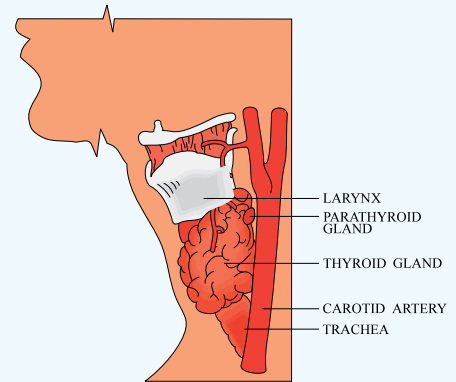 LARYNX
PARATHYROID
GLAND
THYROID GLAND
CAROTID ARTERY
TRACHEA